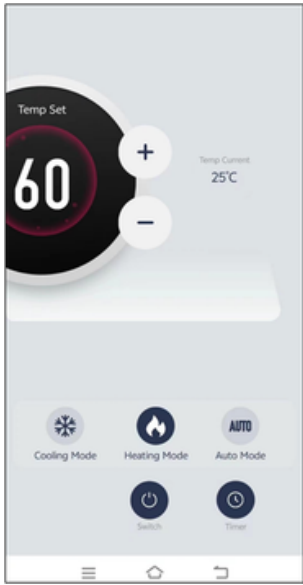 Temp Set
60
+
−
Temp Current
25°C
AUTO
Cooling Mode
Heating Mode
Auto Mode
Switch
Timer